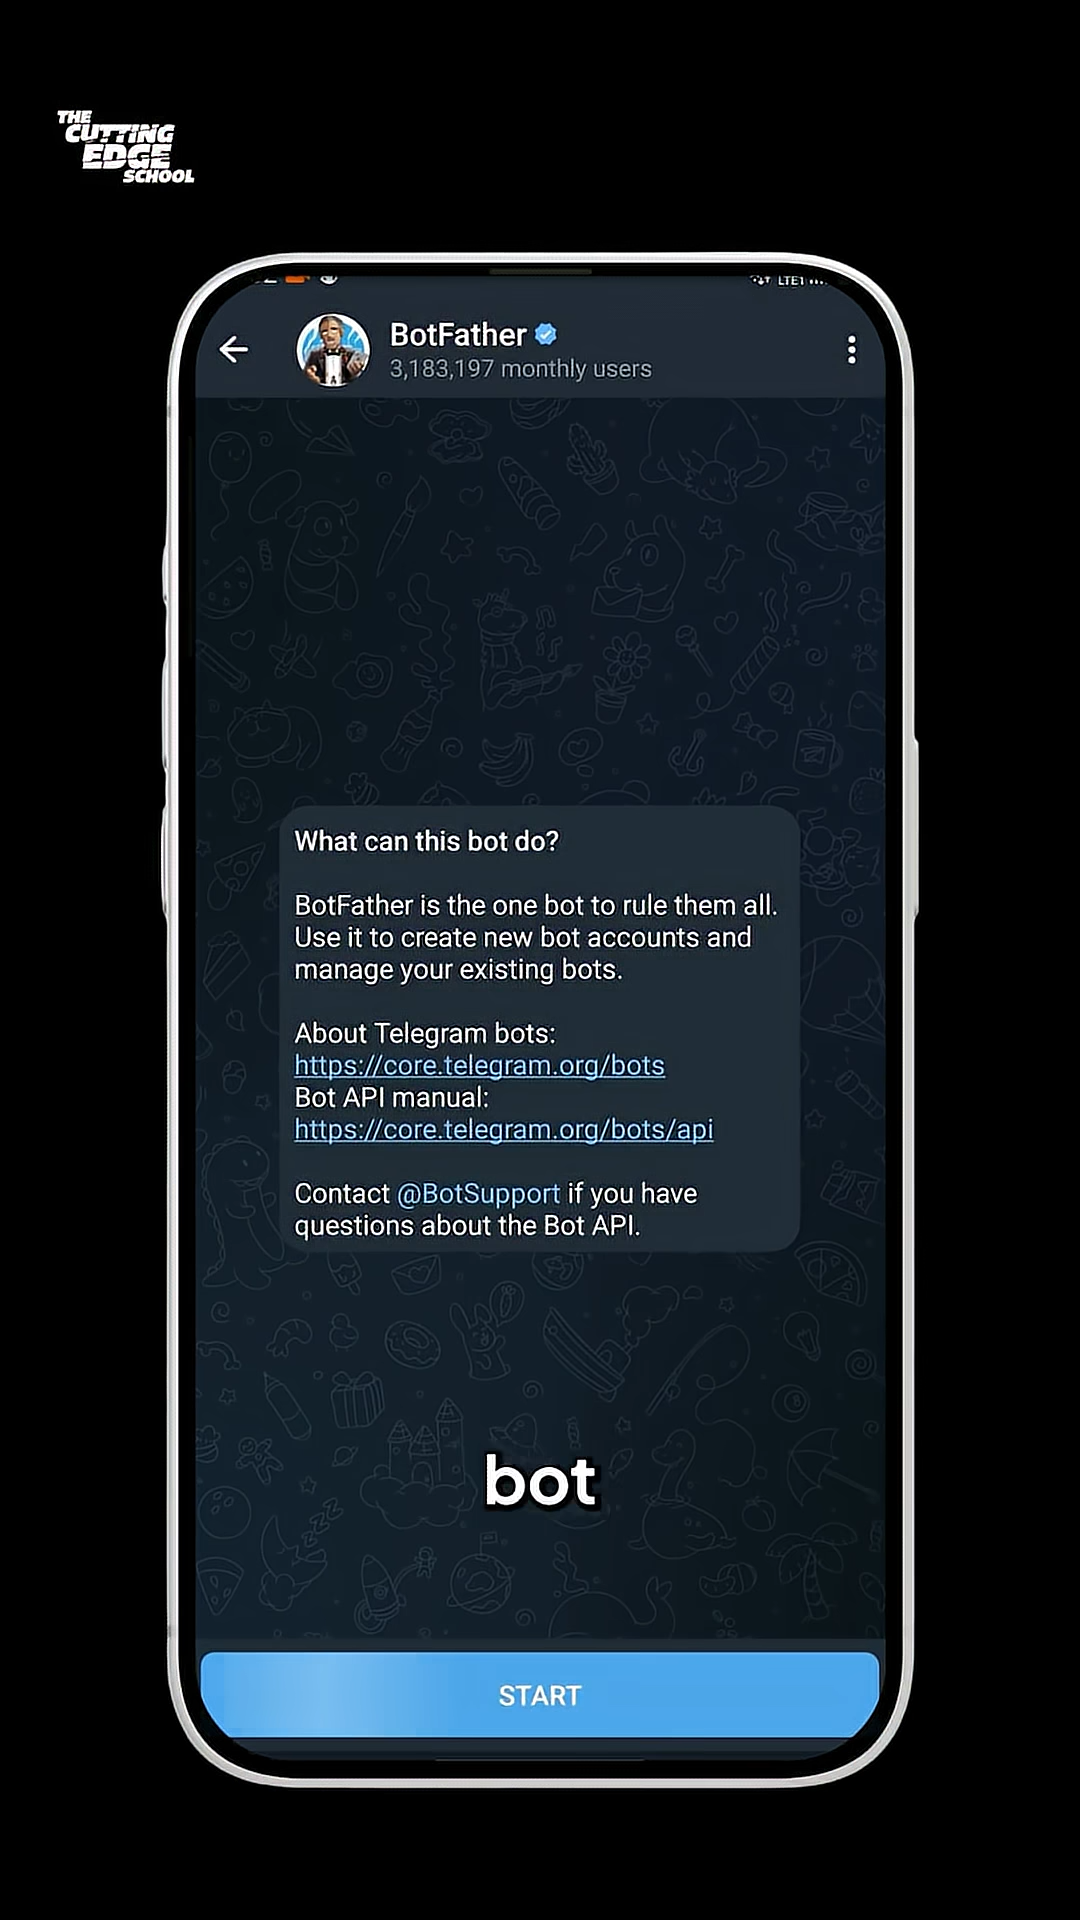 THE
CUTTING
EDGE
SCHOOL
LTE1
BotFather
3,183,197 monthly users
What can this bot do?
BotFather is the one bot to rule them all.
Use it to create new bot accounts and
manage your existing bots.
About Telegram bots:
https://core.telegram.org/bots
Bot API manual:
https://core.telegram.org/bots/api
Contact @BotSupport if you have
questions about the Bot API.
bot
START